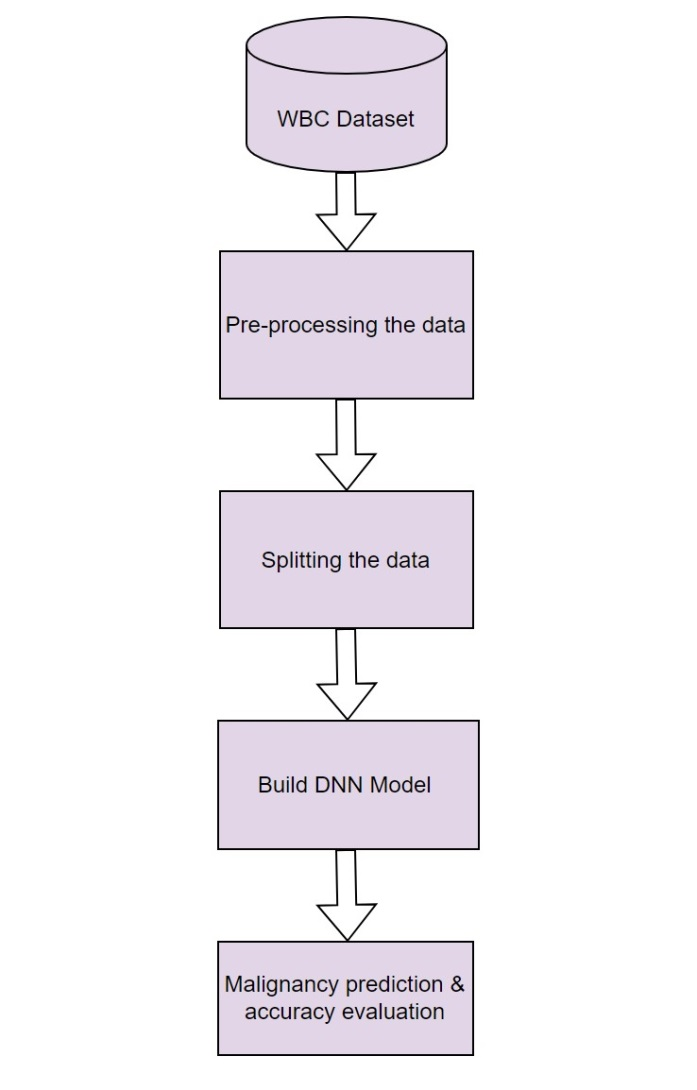 WBC Dataset
Pre-processing the data
Splitting the data
Build DNN Model
Malignancy prediction &
accuracy evaluation